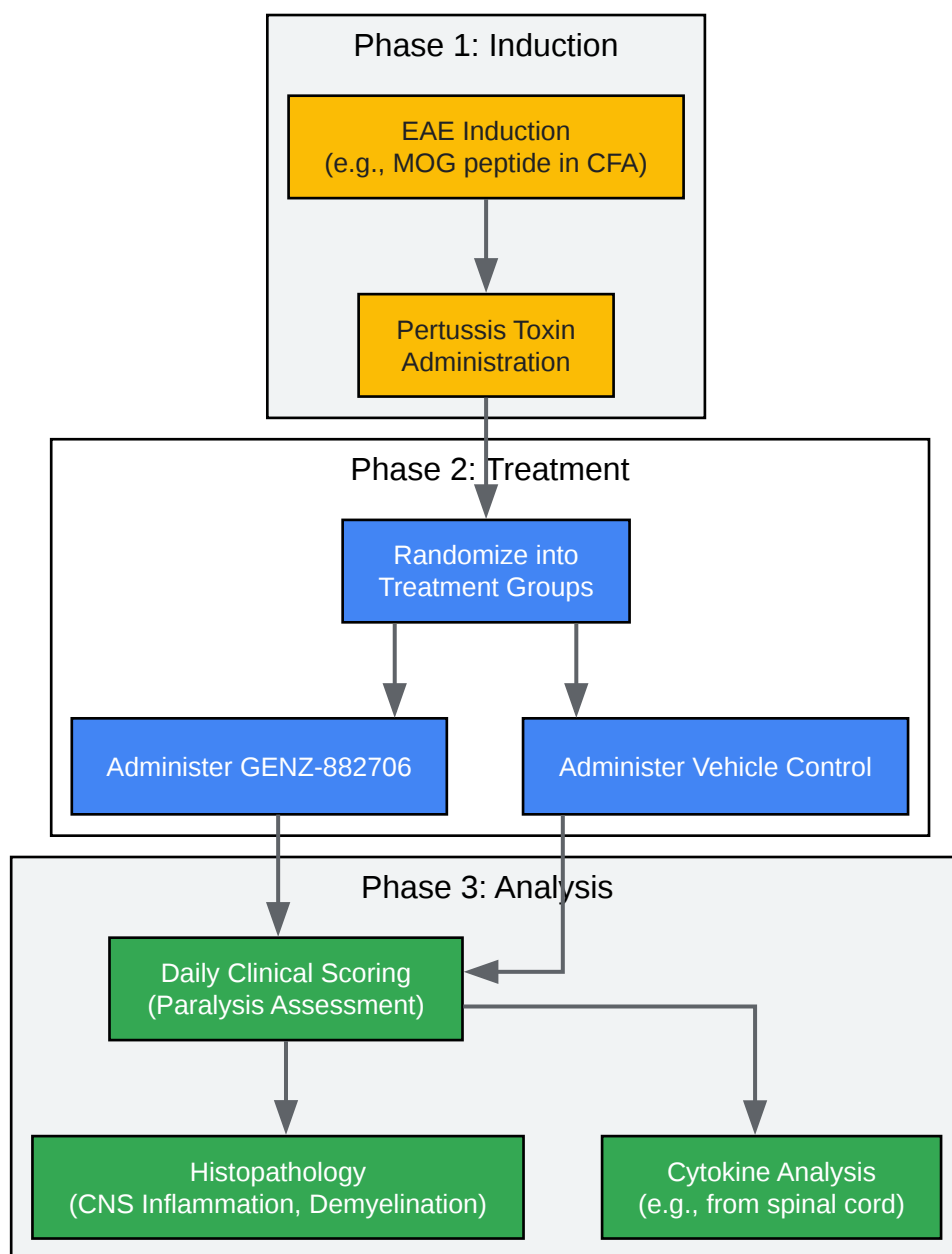 Phase 1: Induction
EAE Induction
(e.g., MOG peptide in CFA)
Pertussis Toxin
Administration
Phase 2: Treatment
Randomize into
Treatment Groups
Administer GENZ-882706
Administer Vehicle Control
Phase 3: Analysis
Daily Clinical Scoring
(Paralysis Assessment)
Histopathology
(CNS Inflammation, Demyelination)
Cytokine Analysis
(e.g., from spinal cord)